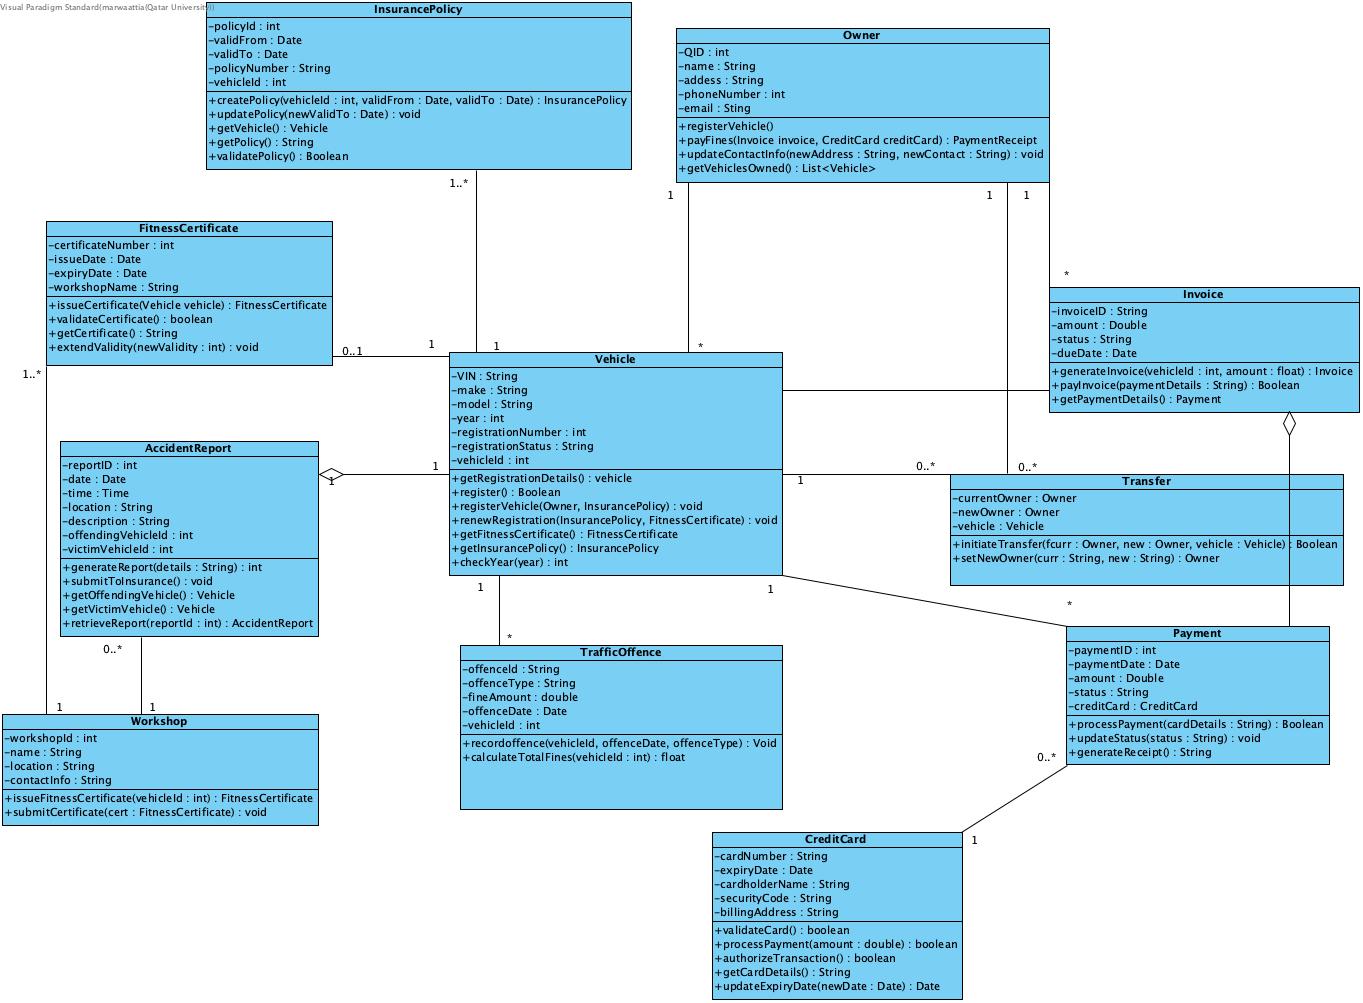 Visual Paradigm Standard(marwaattia(Qatar University))
InsurancePolicy
-policyId : int
-validFrom : Date
-validTo : Date
-policyNumber : String
-vehicleId : int
+createPolicy(vehicleId : int, validFrom : Date, validTo : Date) : InsurancePolicy
+updatePolicy(newValidTo : Date) : void
+getVehicle() : Vehicle
+getPolicy() : String
+validatePolicy() : Boolean
1..*
1
Owner
-QID : int
-name : String
-addess : String
-phoneNumber : int
-email : Sting
+registerVehicle()
+payFines(Invoice invoice, CreditCard creditCard) : PaymentReceipt
+updateContactInfo(newAddress : String, newContact : String) : void
+getVehiclesOwned() : List<Vehicle>
1
*
1
0..*
1
*
FitnessCertificate
-certificateNumber : int
-issueDate : Date
-expiryDate : Date
-workshopName : String
+issueCertificate(Vehicle vehicle) : FitnessCertificate
+validateCertificate() : boolean
+getCertificate() : String
+extendValidity(newValidity : int) : void
0..1
1
1..*
1
Invoice
-invoiceID : String
-amount : Double
-status : String
-dueDate : Date
+generateInvoice(vehicleId : int, amount : float) : Invoice
+payInvoice(paymentDetails : String) : Boolean
+getPaymentDetails() : Payment
Vehicle
-VIN : String
-make : String
-model : String
-year : int
-registrationNumber : int
-registrationStatus : String
-vehicleId : int
+getRegistrationDetails() : vehicle
+register() : Boolean
+registerVehicle(Owner, InsurancePolicy) : void
+renewRegistration(InsurancePolicy, FitnessCertificate) : void
+getFitnessCertificate() : FitnessCertificate
+getInsurancePolicy() : InsurancePolicy
+checkYear(year) : int
AccidentReport
-reportID : int
-date : Date
-time : Time
-location : String
-description : String
-offendingVehicleId : int
-victimVehicleId : int
+generateReport(details : String) : int
+submitToInsurance() : void
+getOffendingVehicle() : Vehicle
+getVictimVehicle() : Vehicle
+retrieveReport(reportId : int) : AccidentReport
1
1
0..*
1
1
0..*
Transfer
-currentOwner : Owner
-newOwner : Owner
-vehicle : Vehicle
+initiateTransfer(fcurr : Owner, new : Owner, vehicle : Vehicle) : Boolean
+setNewOwner(curr : String, new : String) : Owner
1
*
1
*
TrafficOffence
-offenceId : String
-offenceType : String
-fineAmount : double
-offenceDate : Date
-vehicleId : int
+recordoffence(vehicleId, offenceDate, offenceType) : Void
+calculateTotalFines(vehicleId : int) : float
Payment
-paymentID : int
-paymentDate : Date
-amount : Double
-status : String
-creditCard : CreditCard
+processPayment(cardDetails : String) : Boolean
+updateStatus(status : String) : void
+generateReceipt() : String
0..*
1
Workshop
-workshopId : int
-name : String
-location : String
-contactInfo : String
+issueFitnessCertificate(vehicleId : int) : FitnessCertificate
+submitCertificate(cert : FitnessCertificate) : void
CreditCard
-cardNumber : String
-expiryDate : Date
-cardholderName : String
-securityCode : String
-billingAddress : String
+validateCard() : boolean
+processPayment(amount : double) : boolean
+authorizeTransaction() : boolean
+getCardDetails() : String
+updateExpiryDate(newDate : Date) : Date